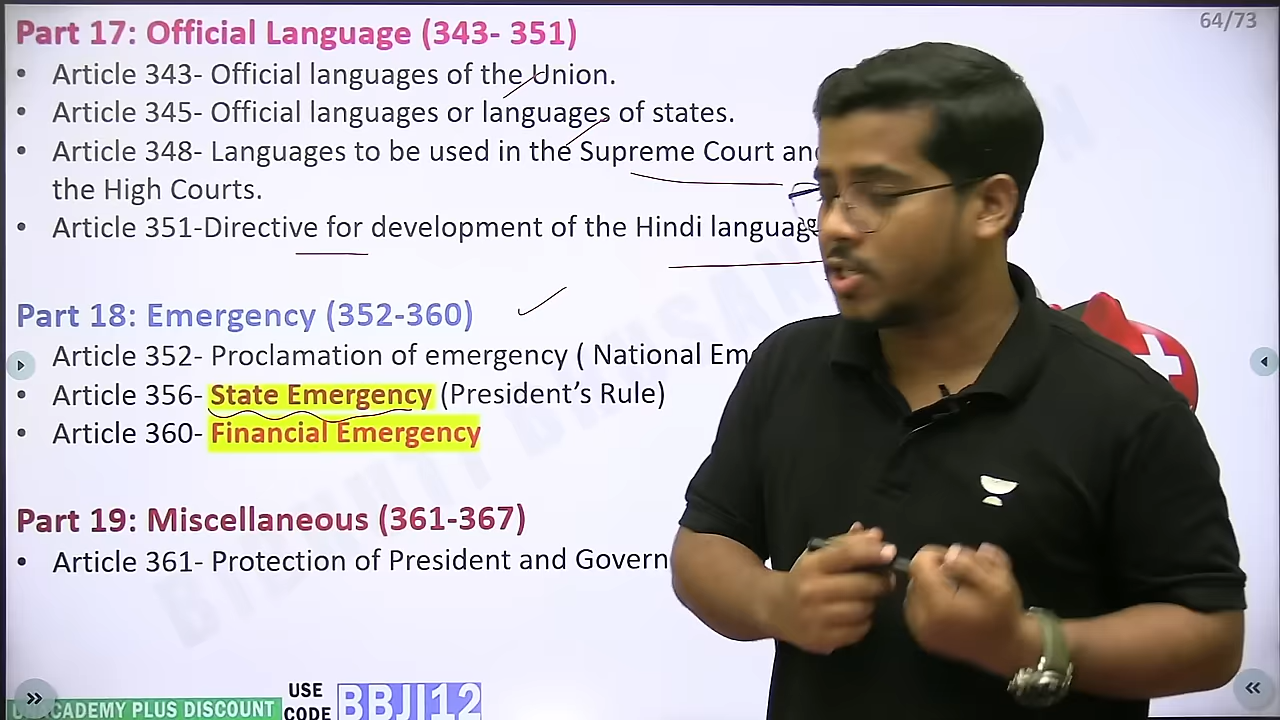 64/73
Part 17: Official Language (343- 351)
• Article 343- Official languages of the Union.
• Article 345- Official languages or languages of states.
• Article 348- Languages to be used in the Supreme Court and
the High Courts.
• Article 351-Directive for development of the Hindi language
Part 18: Emergency (352-360)
Article 352- Proclamation of emergency ( National Em
• Article 356- State Emergency (President's Rule)
• Article 360- Financial Emergency
Part 19: Miscellaneous (361-367)
• Article 361- Protection of President and Govern
ACADEMY PLUS DISCOUNT
USE
CODE
BBJI12